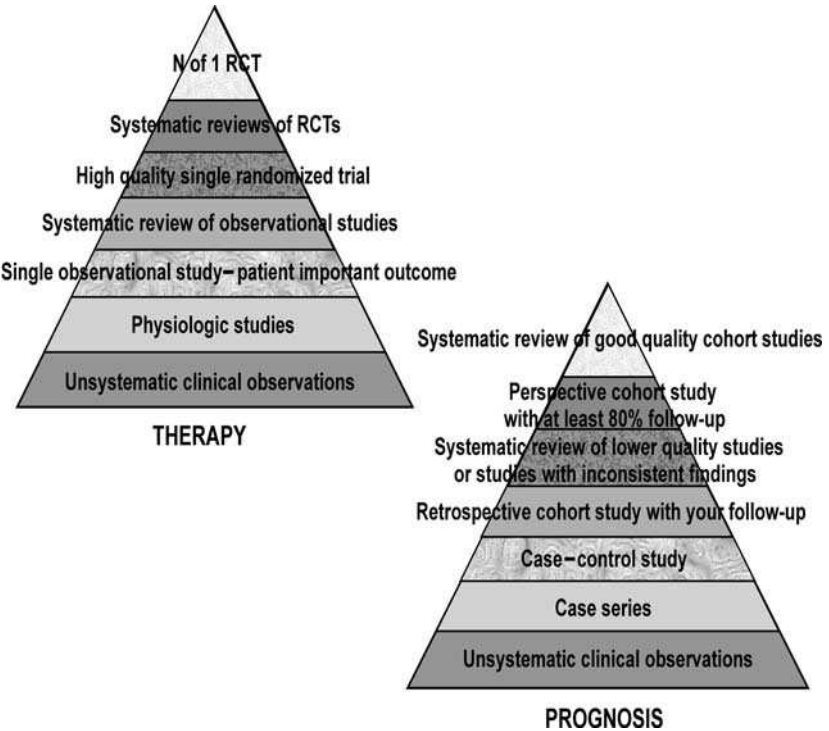 N of 1 RCT
Systematic reviews of RCTs
High quality single randomized trial
Systematic review of observational studies
Single observational study–patient important outcome
Physiologic studies
Unsystematic clinical observations
THERAPY
Systematic review of good quality cohort studies
Perspective cohort study
with at least 80% follow-up
Systematic review of lower quality studies
or studies with inconsistent findings
Retrospective cohort study with your follow-up
Case–control study
Case series
Unsystematic clinical observations
PROGNOSIS